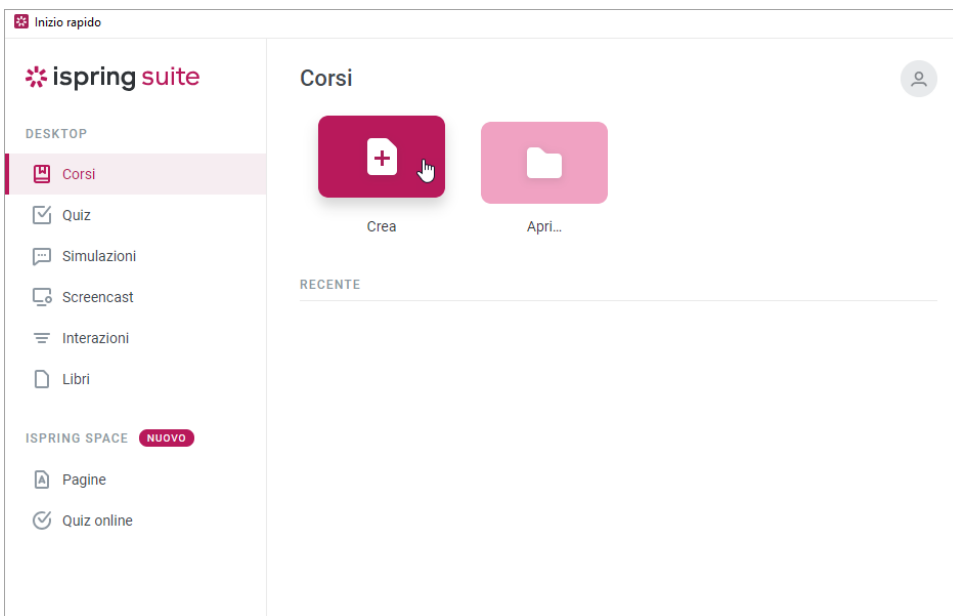 Inizio rapido
ispring suite
DESKTOP
Corsi
Quiz
Simulazioni
Screencast
Interazioni
Libri
ISPRING SPACE NUOVO
Pagine
Quiz online
Corsi
Crea
Apri...
RECENTE